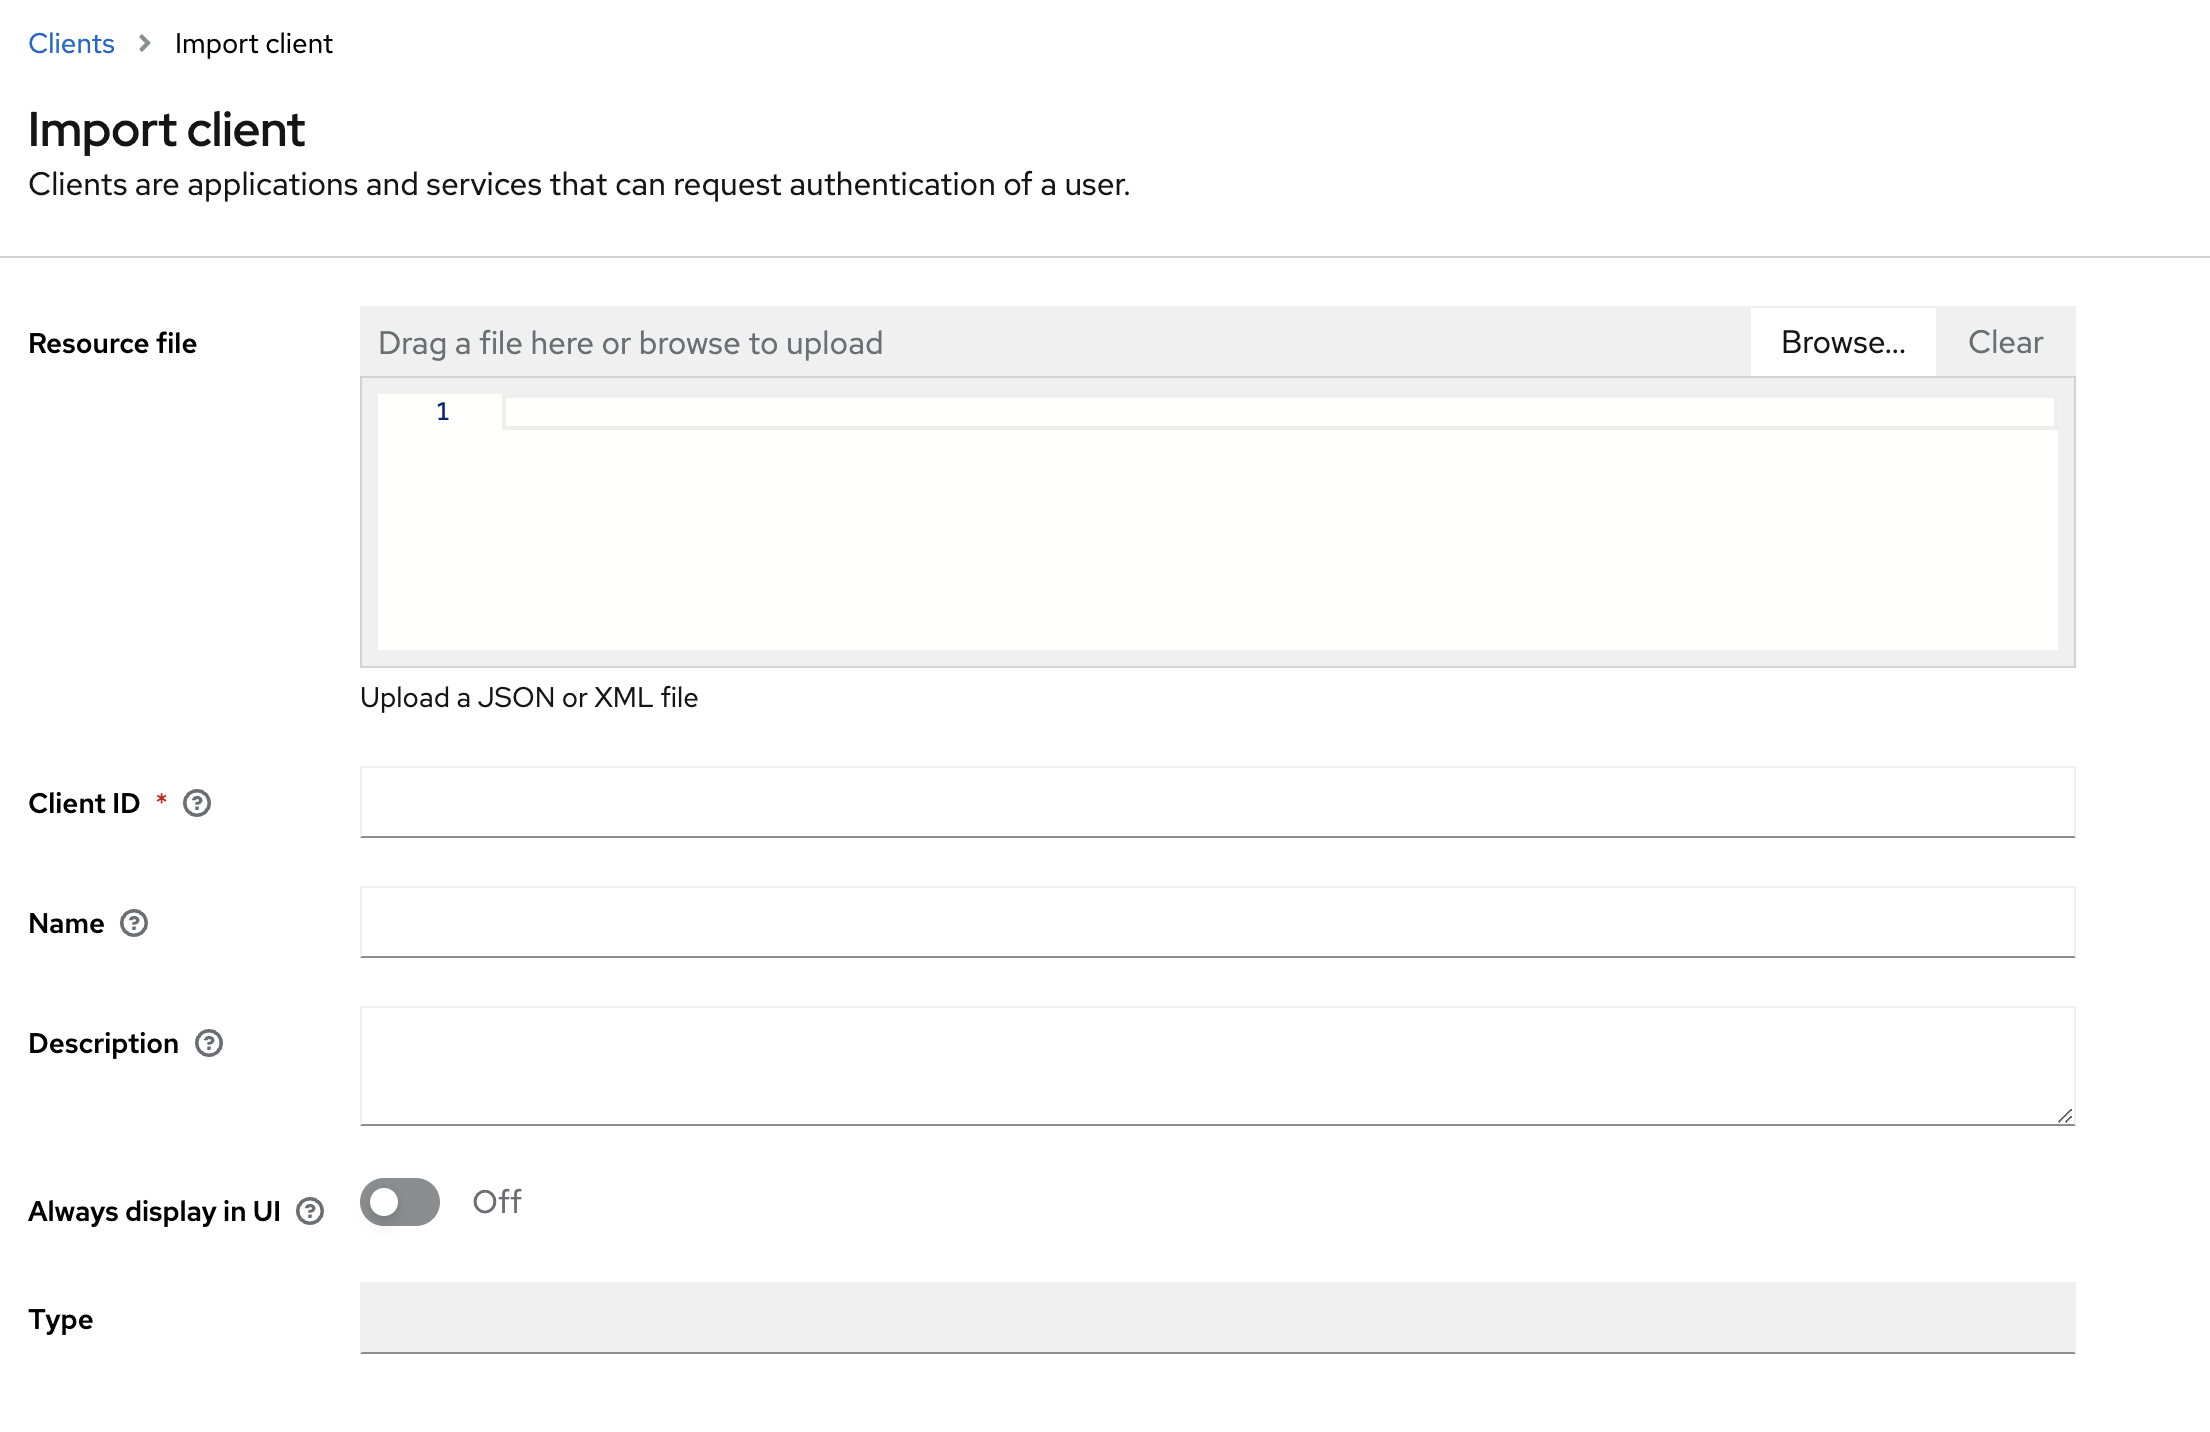 Clients > Import client
Import client
Clients are applications and services that can request authentication of a user.
Resource file
Drag a file here or browse to upload
Browse...
Clear
1
Upload a JSON or XML file
Client ID *
Name
Description
Always display in UI
Off
Type